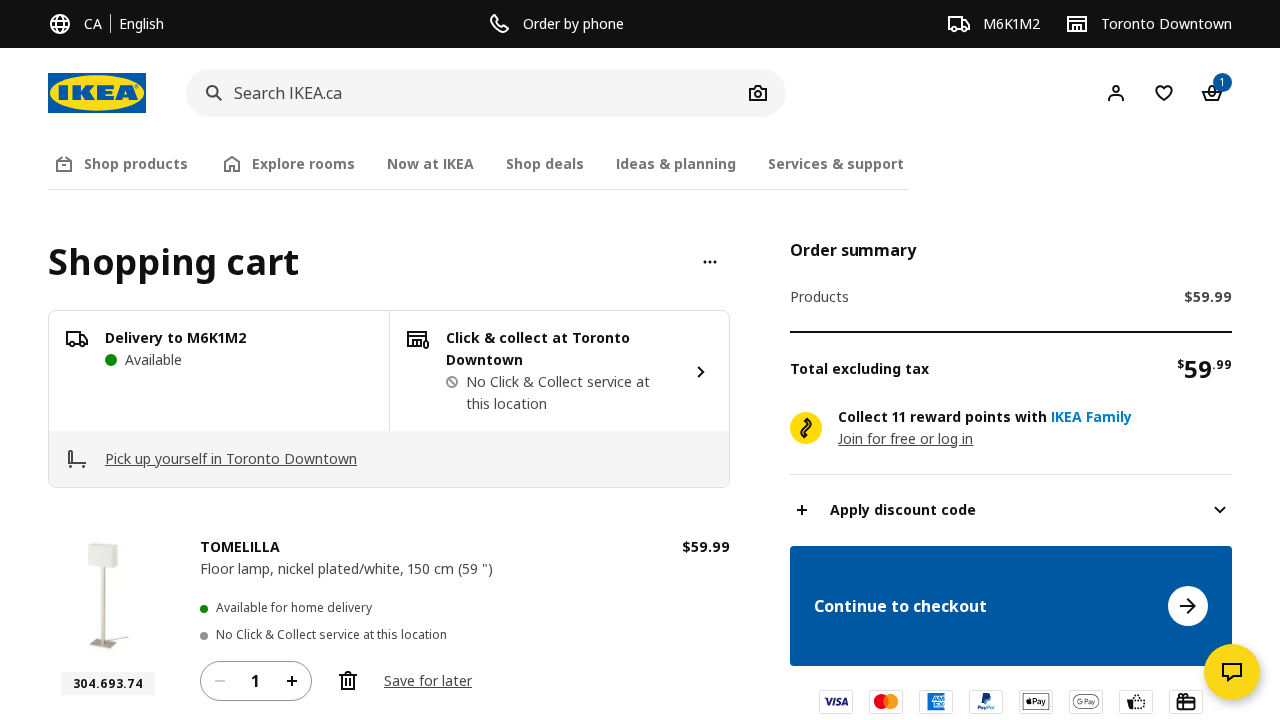 CA
English
Order by phone
M6K1M2
Toronto Downtown
IKEA
Search IKEA.ca
1
Shop products
Explore rooms
Now at IKEA
Shop deals
Ideas & planning
Services & support
Shopping cart
Delivery to M6K1M2
Available
Click & collect at Toronto
Downtown
No Click & Collect service at
this location
Pick up yourself in Toronto Downtown
TOMELILLA
$59.99
Floor lamp, nickel plated/white, 150 cm (59 ")
Available for home delivery
No Click & Collect service at this location
304.693.74
1
Save for later
Order summary
Products
$59.99
Total excluding tax
$59.99
Collect 11 reward points with IKEA Family
Join for free or log in
Apply discount code
Continue to checkout
VISA
AMEX
PayPal
Pay
G Pay